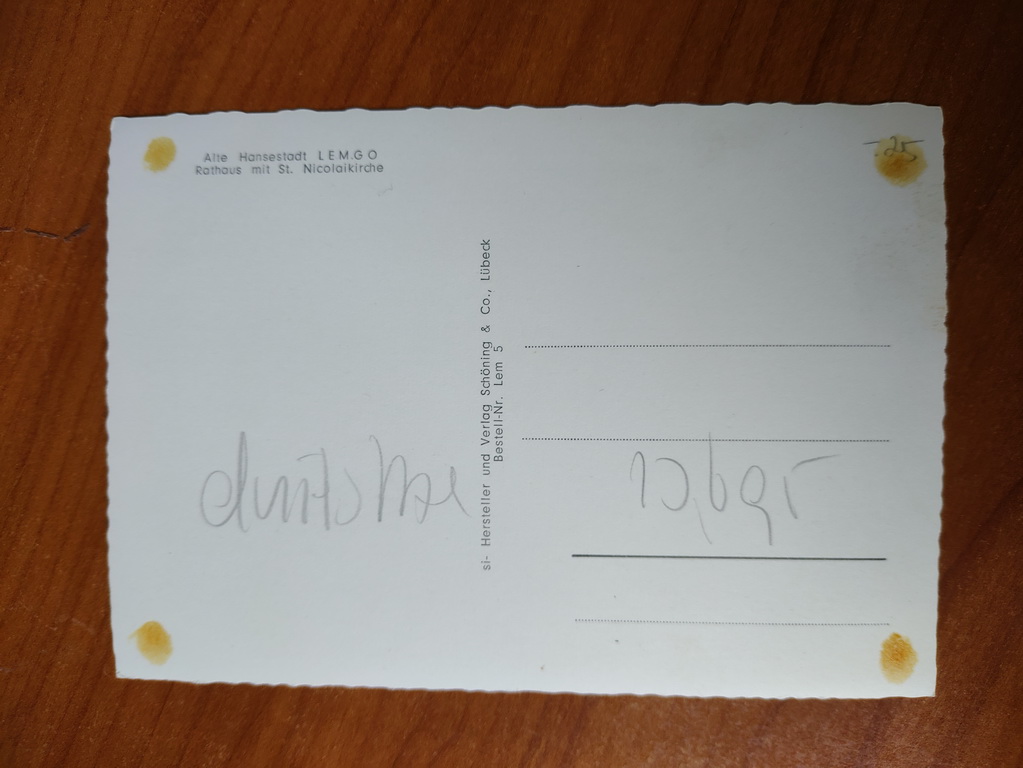 Alte Hansestadt LEMGO
Rathaus mit St. Nicolaikirche
-.25
si- Hersteller und Verlag Schöning & Co., Lübeck
Bestell-Nr. Lem 5